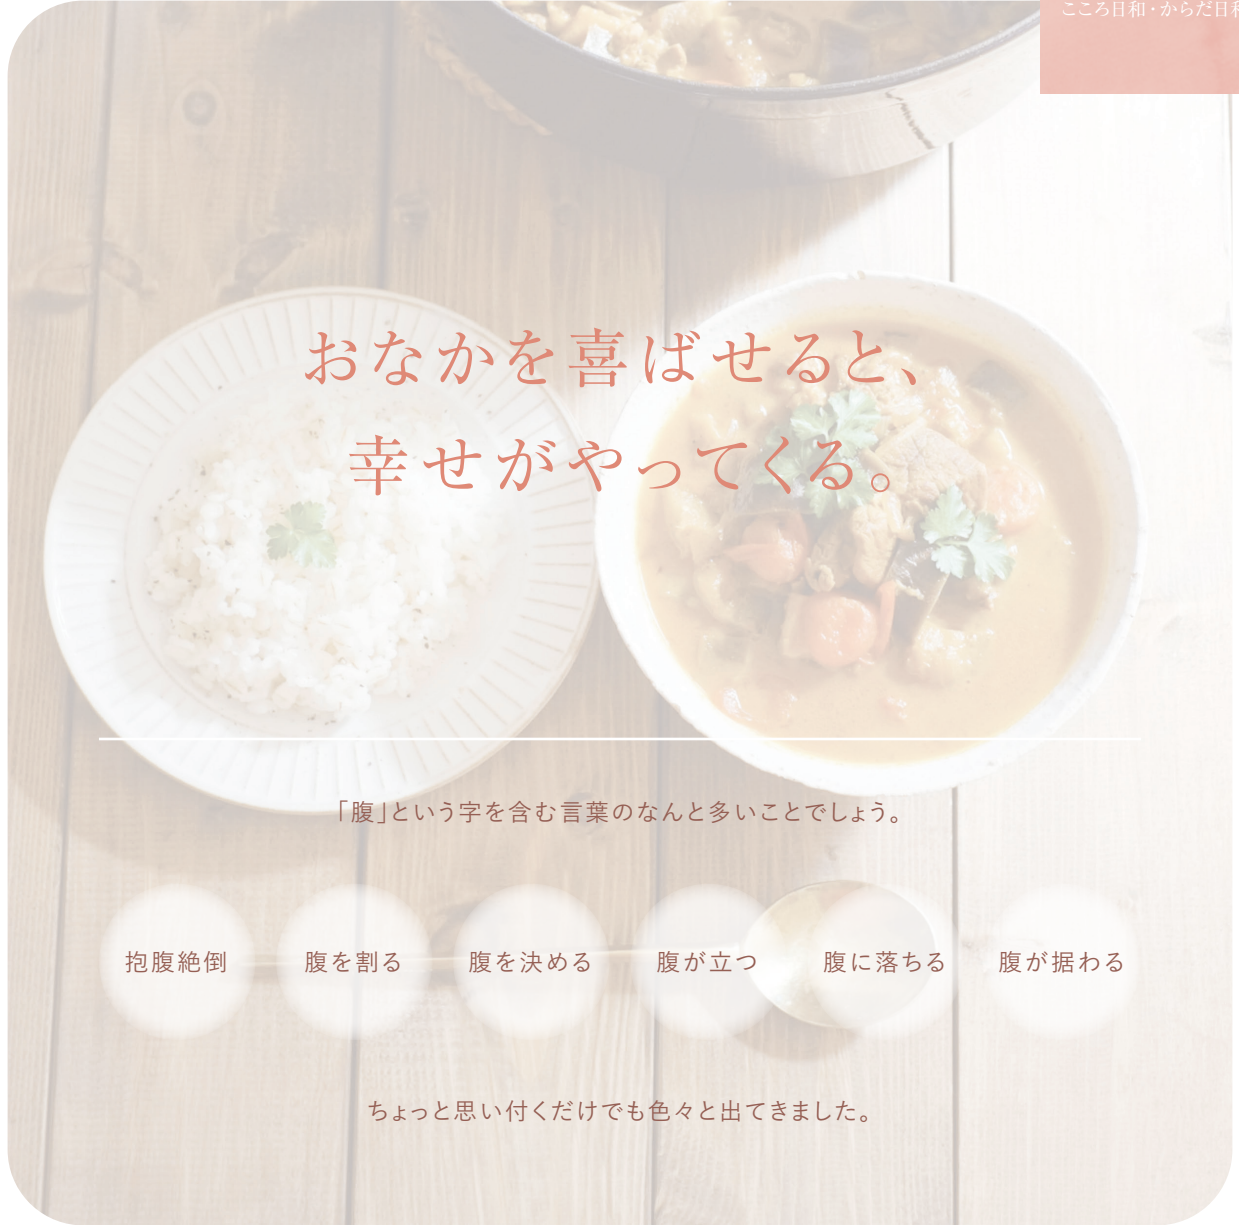 こころ日和・からだ日和
おなかを喜ばせると、
幸せがやってくる。
「腹」という字を含む言葉のなんと多いことでしょう。
抱腹絶倒
腹を割る
腹を決める
腹が立つ
腹に落ちる
腹が据わる
ちょっと思い付くだけでも色々と出てきました。